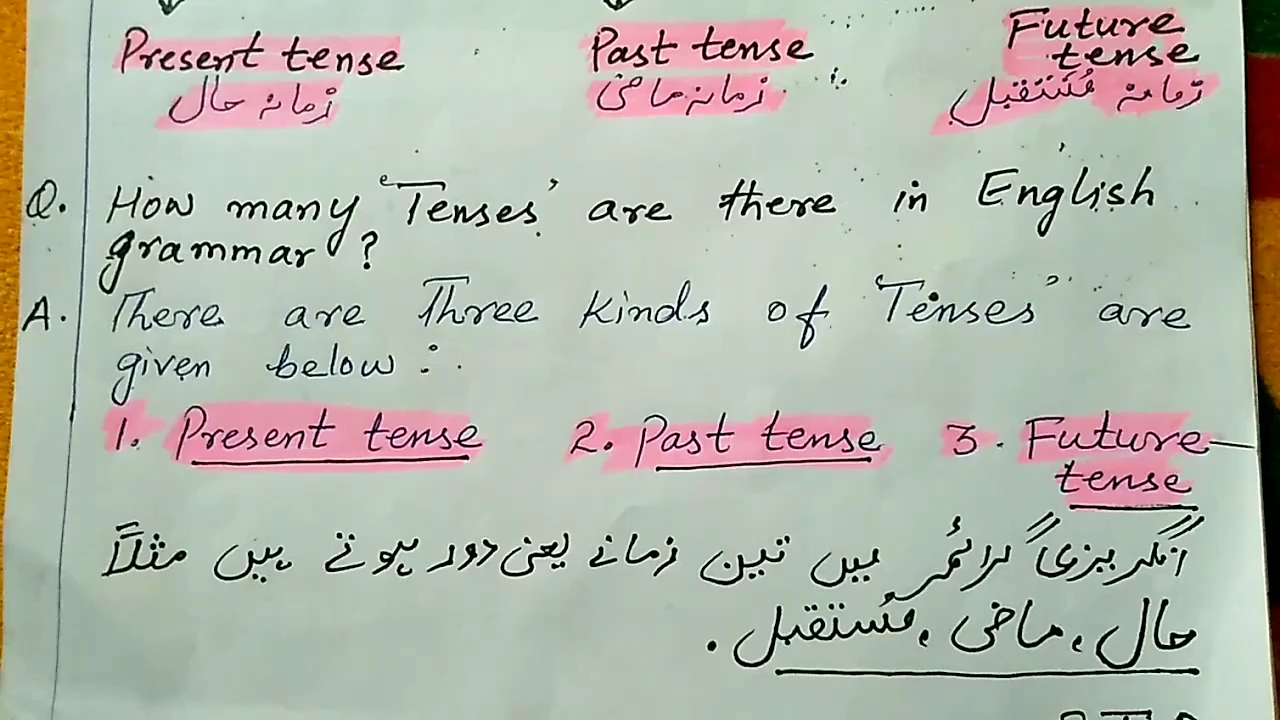 Present tense Past tense Future tense
زمانہ حال زمانہ ماضی زمانہ مُستقبل
Q. How many 'Tenses' are there in English
grammar?
A. There are Three kinds of 'Tenses' are
given below :.
1. Present tense 2. Past tense 3. Future
tense
انگریزی گرائمر میں تین زمانے یعنی دور ہوتے ہیں مثلاً
حال، ماضی، مُستقبل.